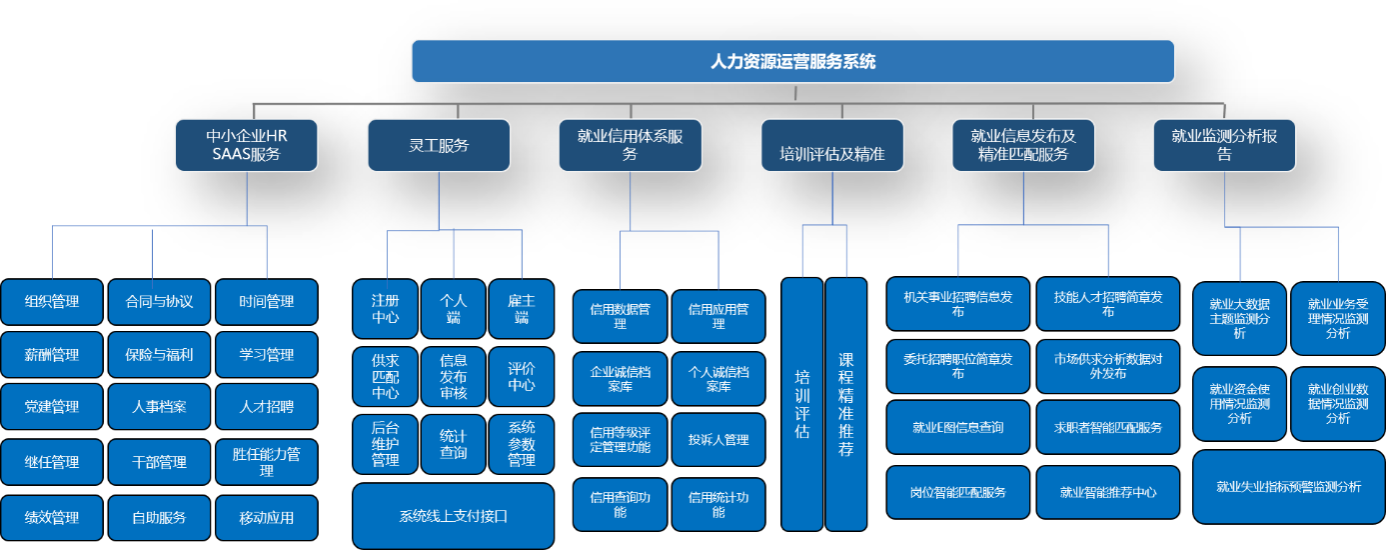 人力资源运营服务系统
中小企业HR
SAAS服务
灵工服务
就业信用体系服
务
培训评估及精准
就业信息发布及
精准匹配服务
就业监测分析报
告
组织管理
合同与协议
时间管理
薪酬管理
保险与福利
学习管理
党建管理
人事档案
人才招聘
继任管理
干部管理
胜任能力管
理
绩效管理
自助服务
移动应用
注册
中心
个人
端
雇主
端
供求
匹配
中心
信息
发布
审核
评价
中心
后台
维护
管理
统计
查询
系统
参数
管理
系统线上支付接口
信用数据管
理
信用应用管
理
企业诚信档
案库
个人诚信档
案库
信用等级评
定管理功能
投诉人管理
信用查询功
能
信用统计功
能
培训评估
课程精准推荐
机关事业招聘信息发
布
技能人才招聘简章发
布
委托招聘职位简章发
布
市场供求分析数据对
外发布
就业E图信息查询
求职者智能匹配服务
岗位智能匹配服务
就业智能推荐中心
就业大数据
主题监测分
析
就业业务受
理情况监测
分析
就业资金使
用情况监测
分析
就业创业数
据情况监测
分析
就业失业指标预警监测分析